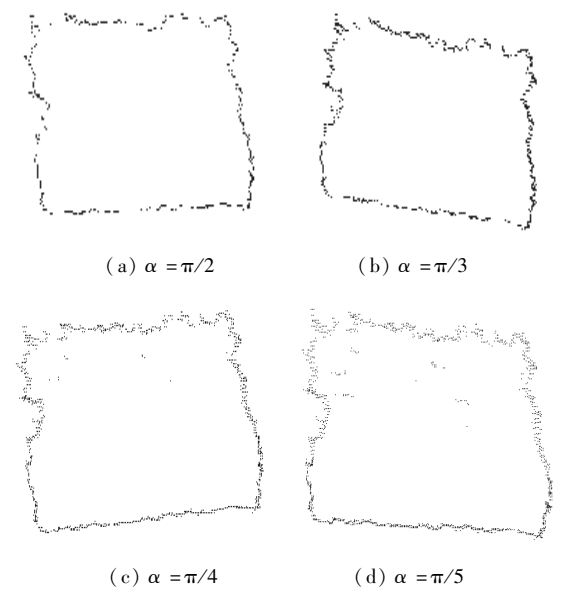 (a) α = π/2
(b) α = π/3
(c) α = π/4
(d) α = π/5